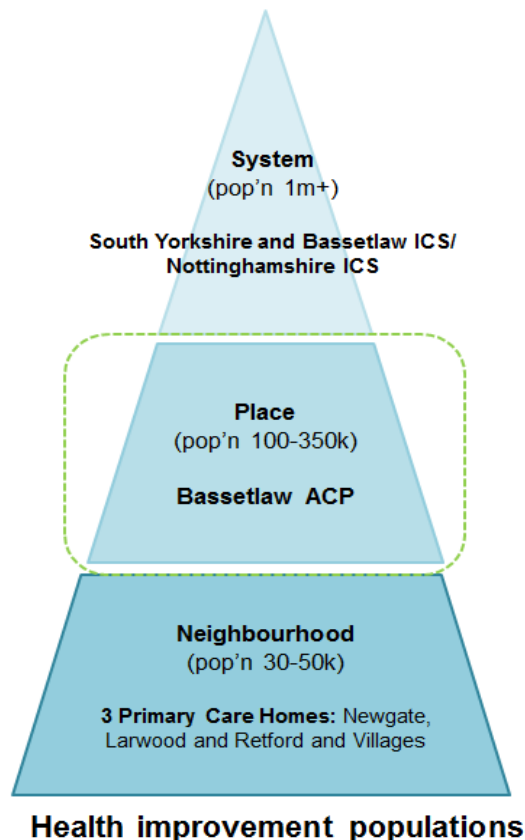 System
(pop'n 1m+)
South Yorkshire and Bassetlaw ICS/
Nottinghamshire ICS
Place
(pop'n 100-350k)
Bassetlaw ACP
Neighbourhood
(pop'n 30-50k)
3 Primary Care Homes: Newgate,
Larwood and Retford and Villages
Health improvement populations